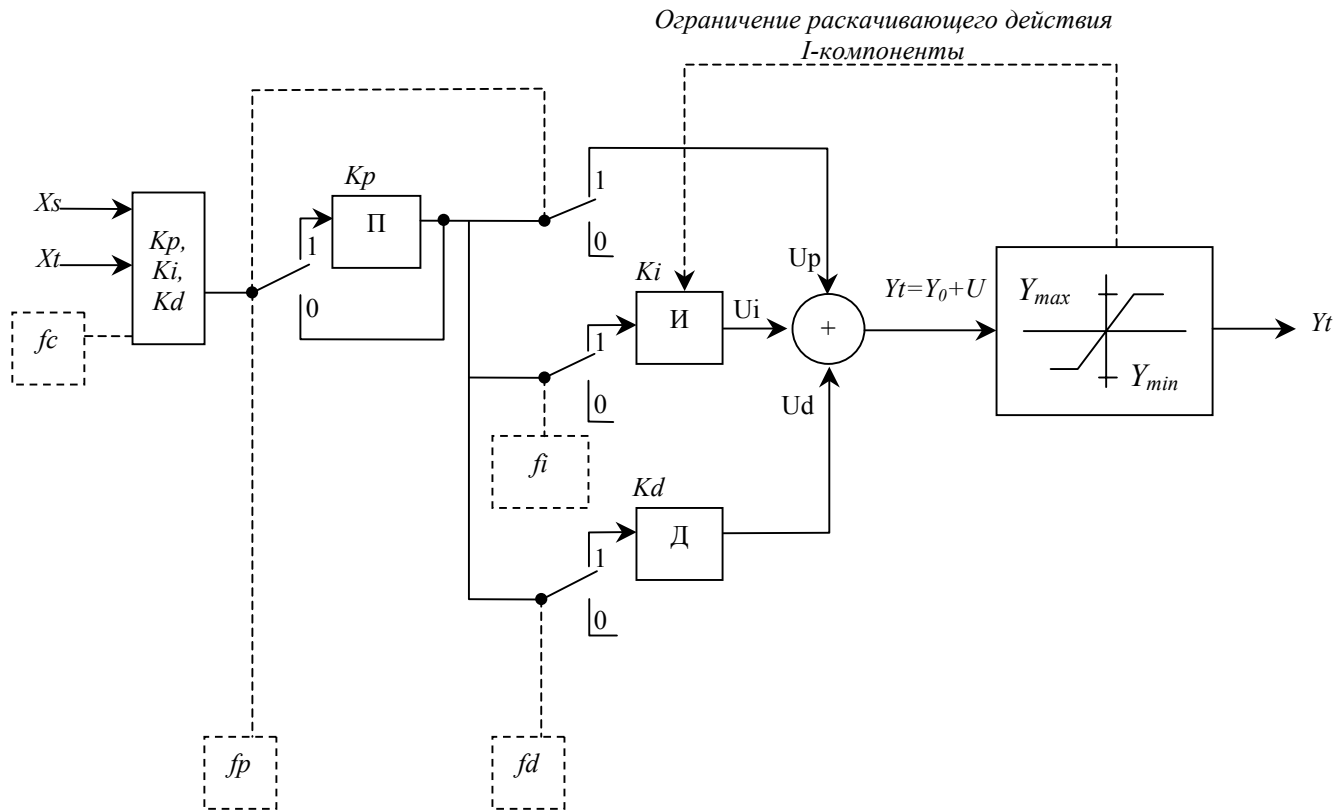 Ограничение раскачивающего действия
I-компоненты
Xs
Xt
Kp,
Ki,
Kd
fc
1
0
Kp
П
1
0
Ki
И
1
0
fi
Kd
Д
1
0
Up
Ui
Ud
+
Yt=Y₀+U
Ymax
Ymin
Yt
fp
fd